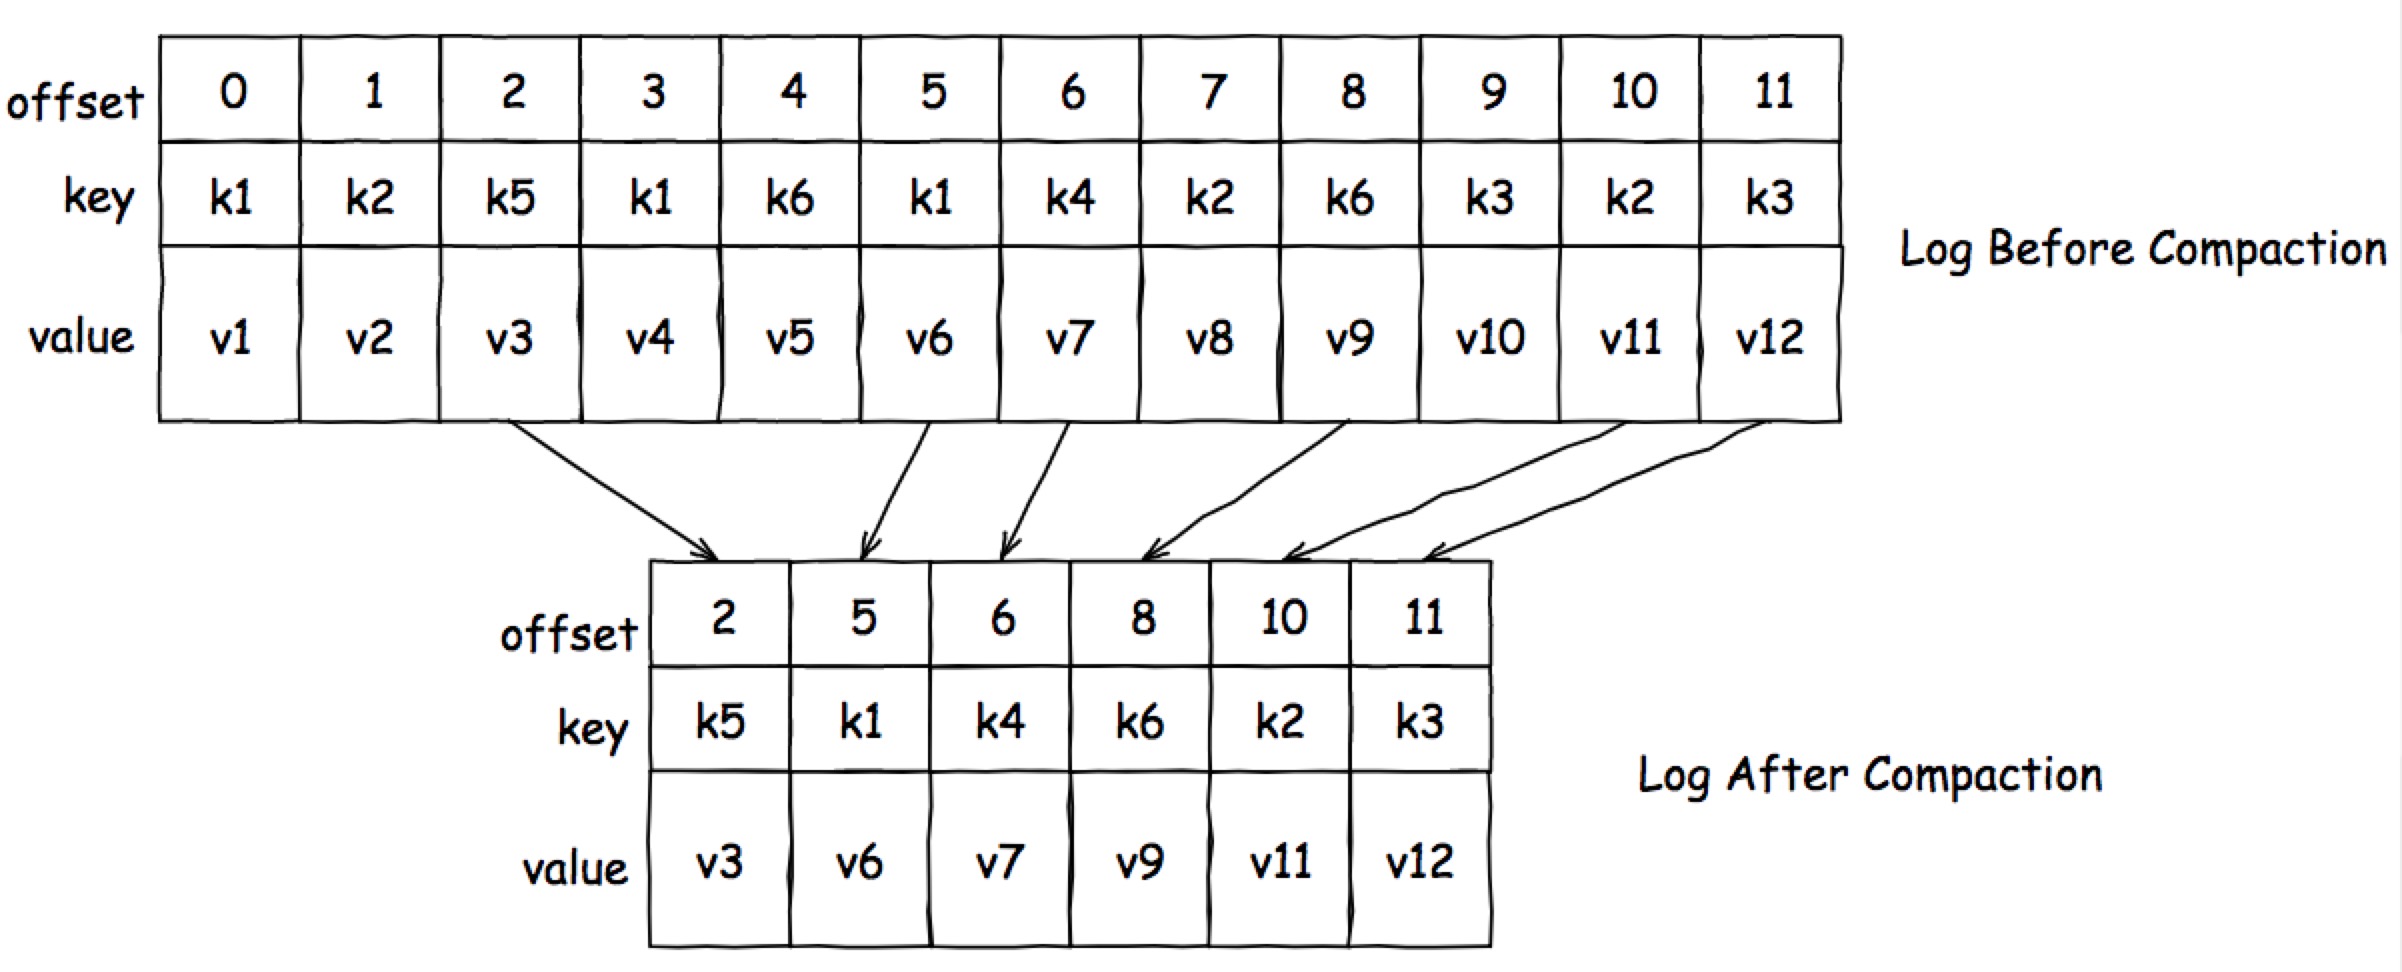 offset 0 1 2 3 4 5 6 7 8 9 10 11
key k1 k2 k5 k1 k6 k1 k4 k2 k6 k3 k2 k3
Log Before Compaction
value v1 v2 v3 v4 v5 v6 v7 v8 v9 v10 v11 v12
offset 2 5 6 8 10 11
key k5 k1 k4 k6 k2 k3
Log After Compaction
value v3 v6 v7 v9 v11 v12